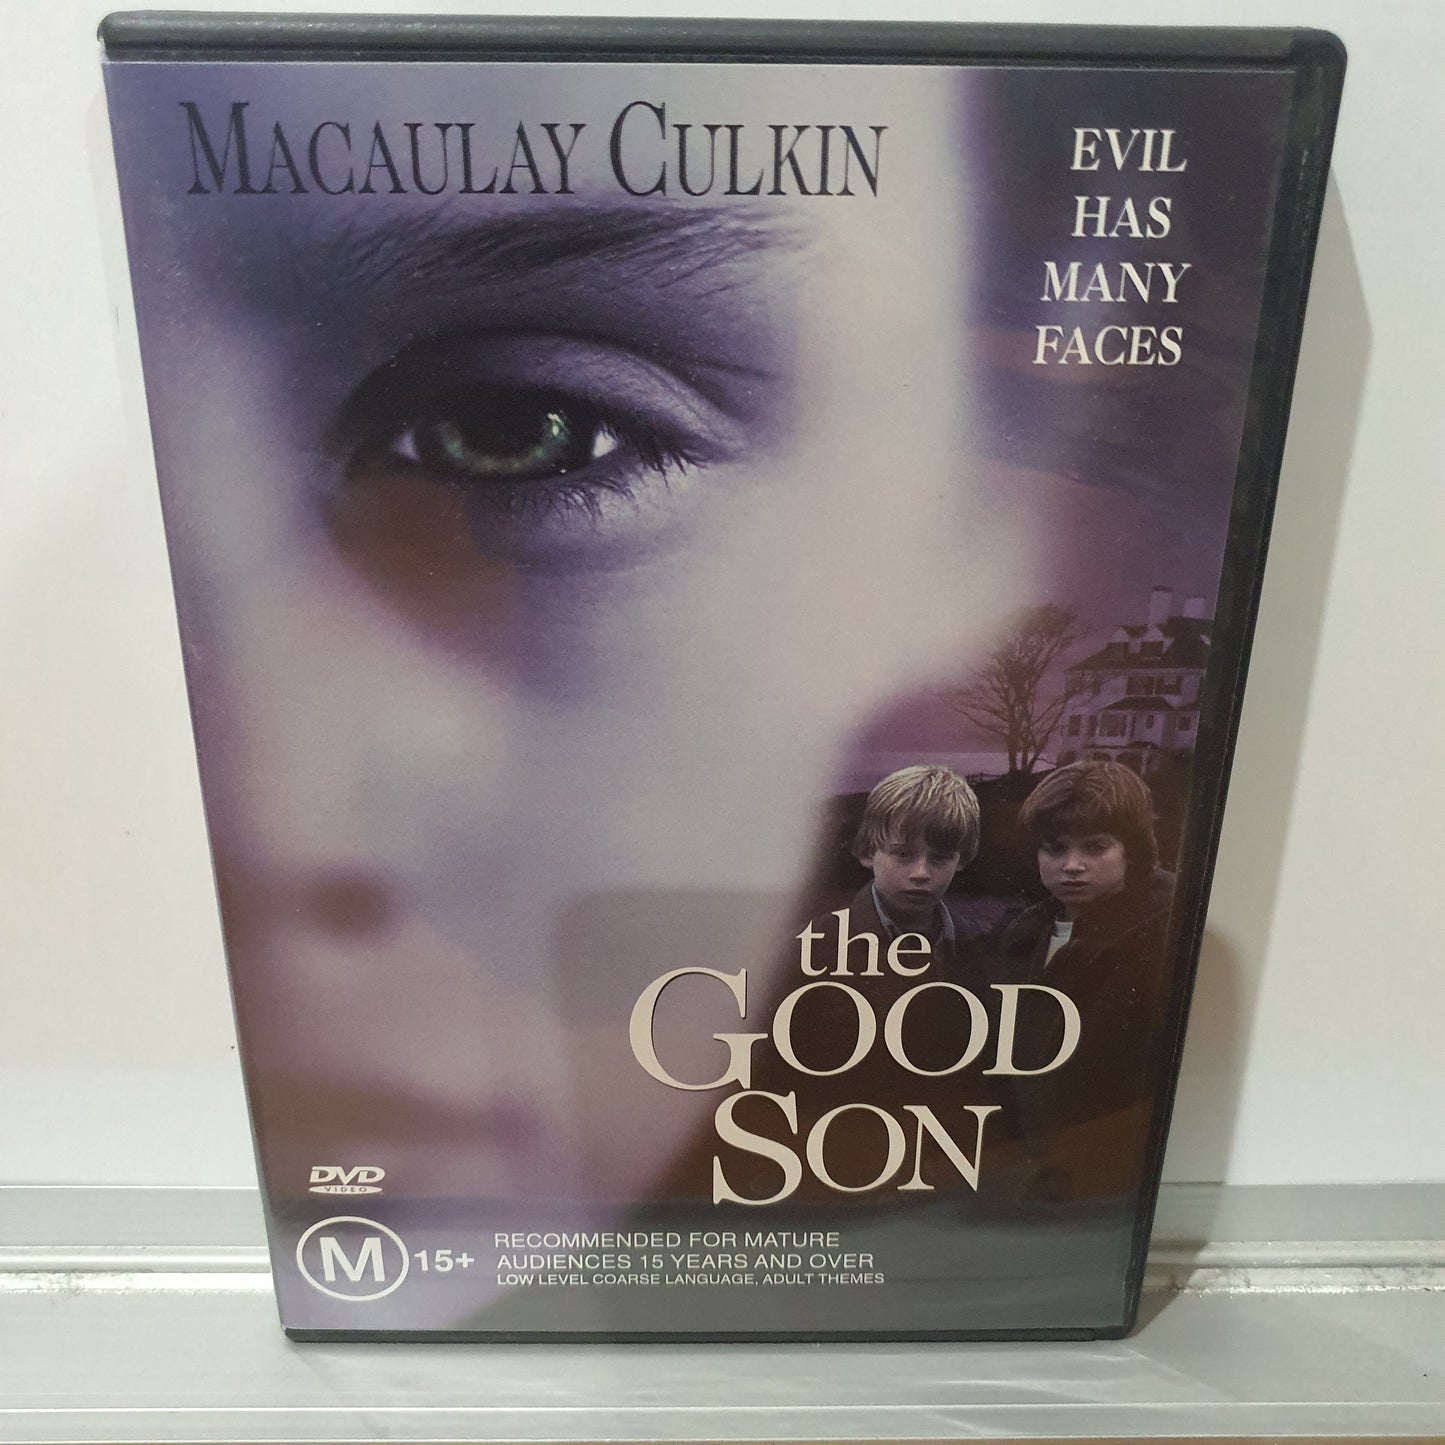 MACAULAY CULKIN
EVIL
HAS
MANY
FACES
the
GOOD
SON
DVD
VIDEO
M 15+
RECOMMENDED FOR MATURE
AUDIENCES 15 YEARS AND OVER
LOW LEVEL COARSE LANGUAGE, ADULT THEMES